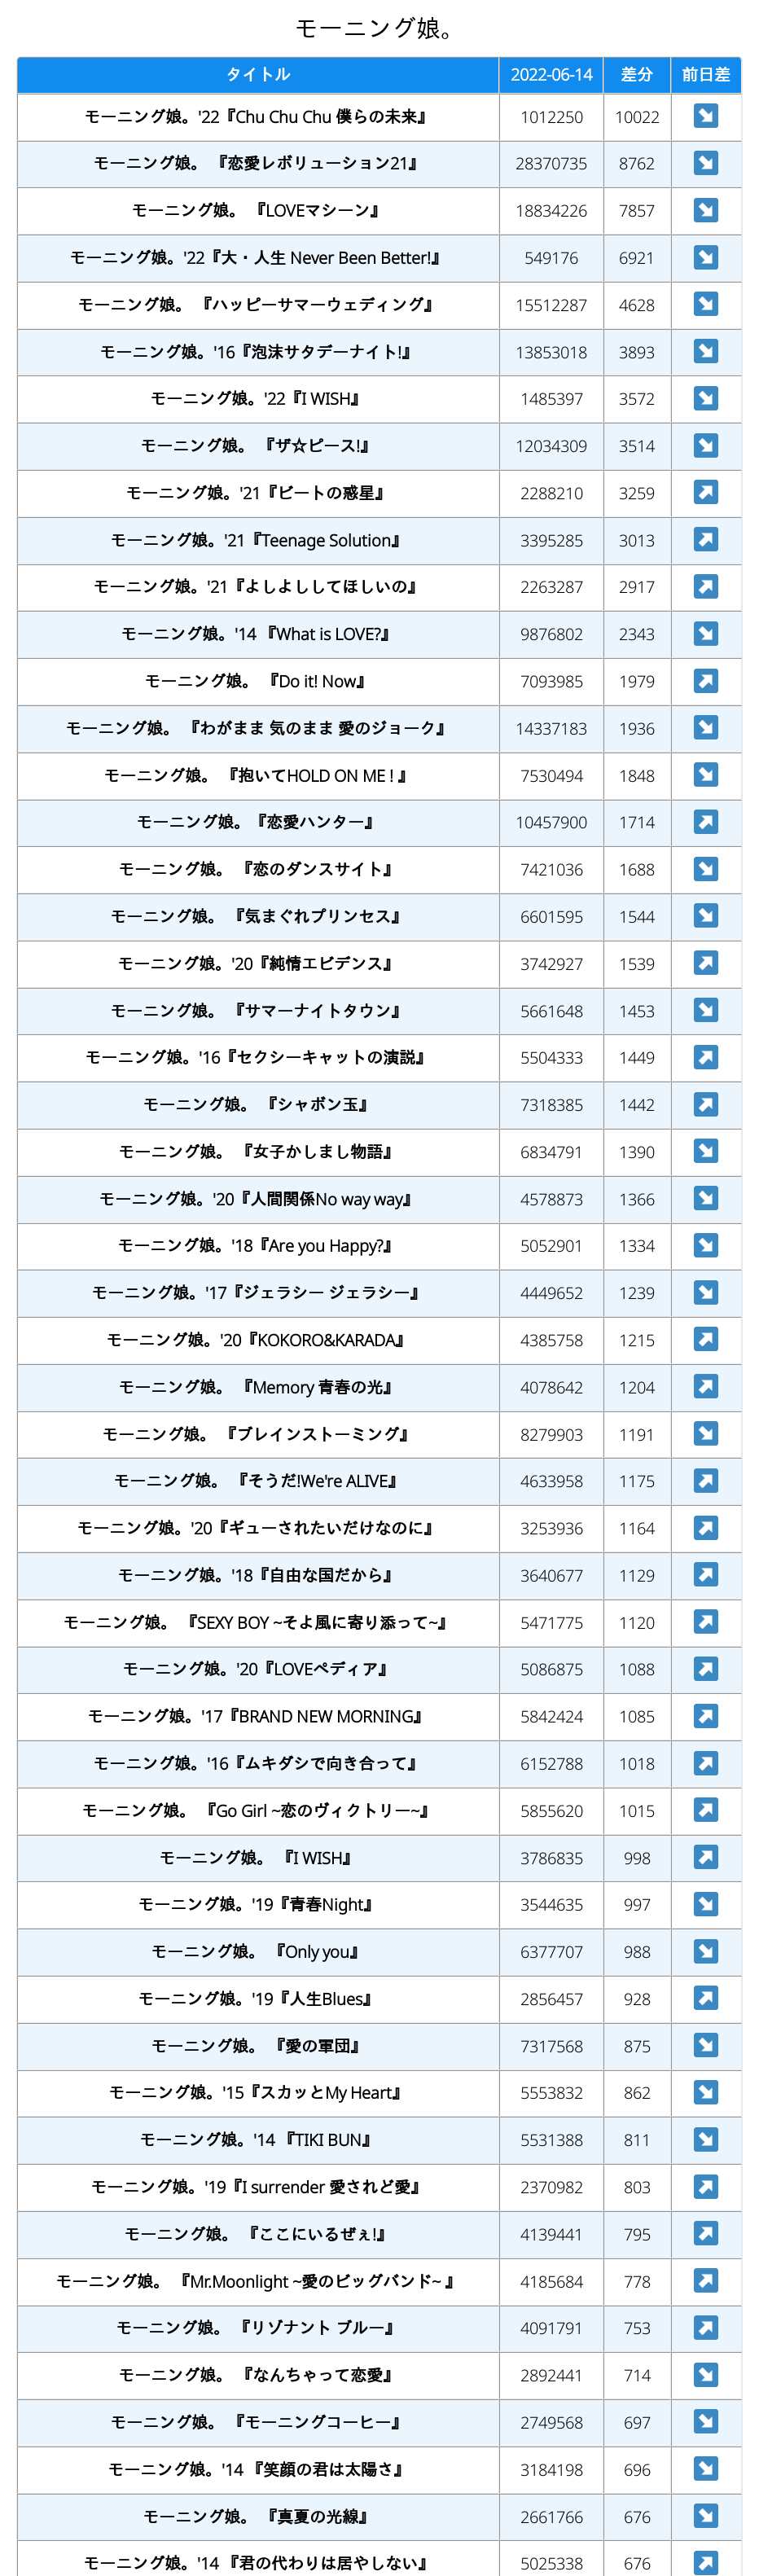 モーニング娘。
タイトル 2022-06-14 差分 前日差
モーニング娘。'22『Chu Chu Chu 僕らの未来』 1012250 10022
モーニング娘。 『恋愛レボリューション21』 28370735 8762
モーニング娘。 『LOVEマシーン』 18834226 7857
モーニング娘。'22『大・人生 Never Been Better!』 549176 6921
モーニング娘。 『ハッピーサマーウェディング』 15512287 4628
モーニング娘。'16『泡沫サタデーナイト!』 13853018 3893
モーニング娘。'22『I WISH』 1485397 3572
モーニング娘。 『ザ☆ピース!』 12034309 3514
モーニング娘。'21『ビートの惑星』 2288210 3259
モーニング娘。'21『Teenage Solution』 3395285 3013
モーニング娘。'21『よしよししてほしいの』 2263287 2917
モーニング娘。'14 『What is LOVE?』 9876802 2343
モーニング娘。 『Do it! Now』 7093985 1979
モーニング娘。 『わがまま 気のまま 愛のジョーク』 14337183 1936
モーニング娘。 『抱いてHOLD ON ME ! 』 7530494 1848
モーニング娘。『恋愛ハンター』 10457900 1714
モーニング娘。 『恋のダンスサイト』 7421036 1688
モーニング娘。 『気まぐれプリンセス』 6601595 1544
モーニング娘。'20『純情エビデンス』 3742927 1539
モーニング娘。 『サマーナイトタウン』 5661648 1453
モーニング娘。'16『セクシーキャットの演説』 5504333 1449
モーニング娘。 『シャボン玉』 7318385 1442
モーニング娘。 『女子かしまし物語』 6834791 1390
モーニング娘。'20『人間関係No way way』 4578873 1366
モーニング娘。'18『Are you Happy?』 5052901 1334
モーニング娘。'17『ジェラシー ジェラシー』 4449652 1239
モーニング娘。'20『KOKORO&KARADA』 4385758 1215
モーニング娘。 『Memory 青春の光』 4078642 1204
モーニング娘。 『ブレインストーミング』 8279903 1191
モーニング娘。 『そうだ!We're ALIVE』 4633958 1175
モーニング娘。'20『ギューされたいだけなのに』 3253936 1164
モーニング娘。'18『自由な国だから』 3640677 1129
モーニング娘。 『SEXY BOY ~そよ風に寄り添って~』 5471775 1120
モーニング娘。'20『LOVEペディア』 5086875 1088
モーニング娘。'17『BRAND NEW MORNING』 5842424 1085
モーニング娘。'16『ムキダシで向き合って』 6152788 1018
モーニング娘。 『Go Girl ~恋のヴィクトリー~』 5855620 1015
モーニング娘。 『I WISH』 3786835 998
モーニング娘。'19『青春Night』 3544635 997
モーニング娘。 『Only you』 6377707 988
モーニング娘。'19『人生Blues』 2856457 928
モーニング娘。 『愛の軍団』 7317568 875
モーニング娘。'15『スカッとMy Heart』 5553832 862
モーニング娘。'14 『TIKI BUN』 5531388 811
モーニング娘。'19『I surrender 愛されど愛』 2370982 803
モーニング娘。 『ここにいるぜぇ!』 4139441 795
モーニング娘。 『Mr.Moonlight ~愛のビッグバンド~ 』 4185684 778
モーニング娘。 『リゾナント ブルー』 4091791 753
モーニング娘。 『なんちゃって恋愛』 2892441 714
モーニング娘。 『モーニングコーヒー』 2749568 697
モーニング娘。'14 『笑顔の君は太陽さ』 3184198 696
モーニング娘。 『真夏の光線』 2661766 676
モーニング娘。'14 『君の代わりは居やしない』 5025338 676